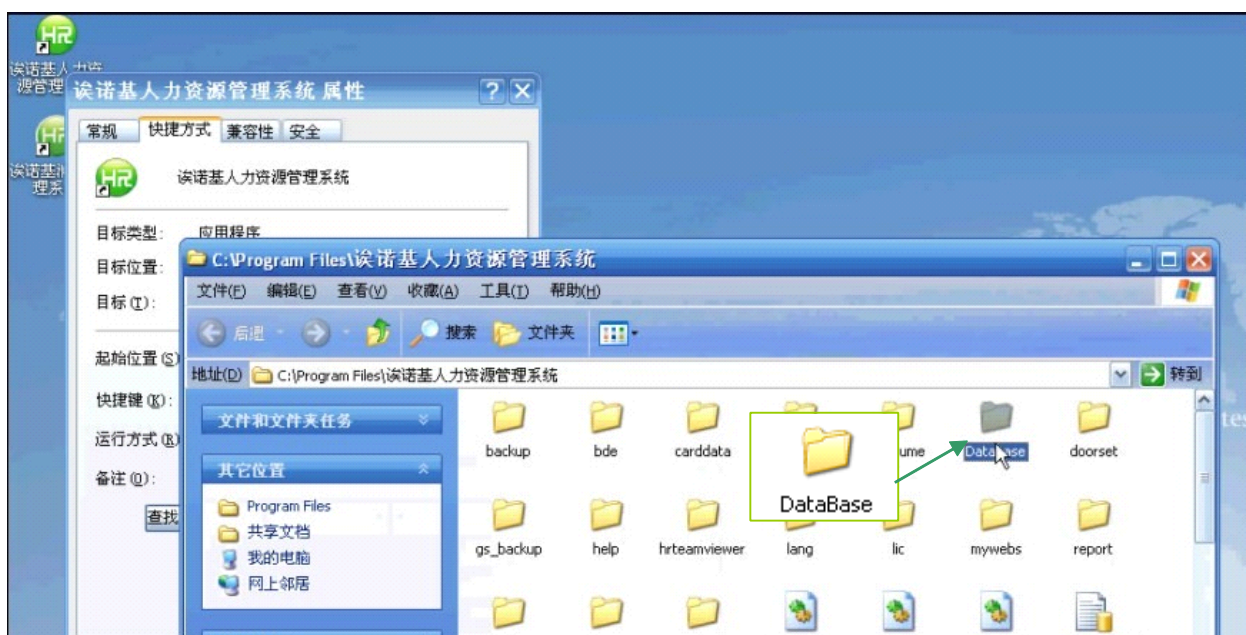 诶诺基人力资
源管理
诶诺基人力资源管理系统 属性
常规 快捷方式 兼容性 安全
诶诺基
理系
诶诺基人力资源管理系统
目标类型: 应用程序
目标位置:
目标(T):
起始位置(S)
快捷键(K):
运行方式(R)
备注(O):
查找
C:\Program Files\诶诺基人力资源管理系统
文件(F) 编辑(E) 查看(V) 收藏(A) 工具(T) 帮助(H)
后退 搜索 文件夹
地址(D) C:\Program Files\诶诺基人力资源管理系统 转到
文件和文件夹任务
其它位置
Program Files
共享文档
我的电脑
网上邻居
backup bde carddata ume DataBase doorset
DataBase
gs_backup help hrteamviewer lang lic mywebs report
tes